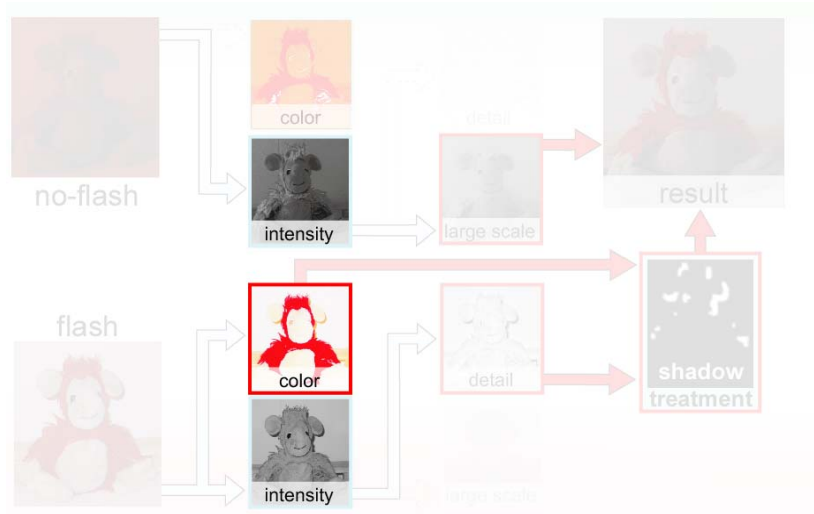 color
detail
no-flash
intensity
large scale
result
flash
color
detail
shadow
treatment
intensity
large scale